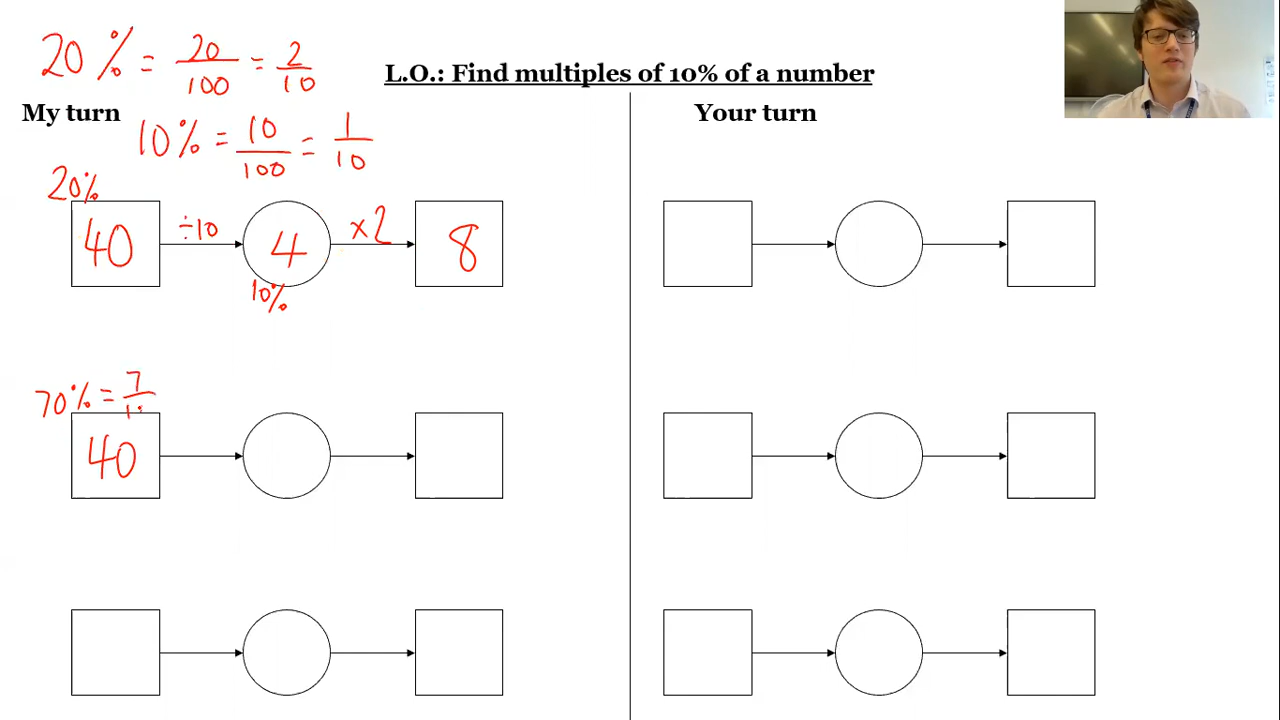 20% = 20/100 = 2/10
L.O.: Find multiples of 10% of a number
My turn
Your turn
10% = 10/100 = 1/10
20%
40 ÷10 4 ×2 8
10%
70% = 7/10
40